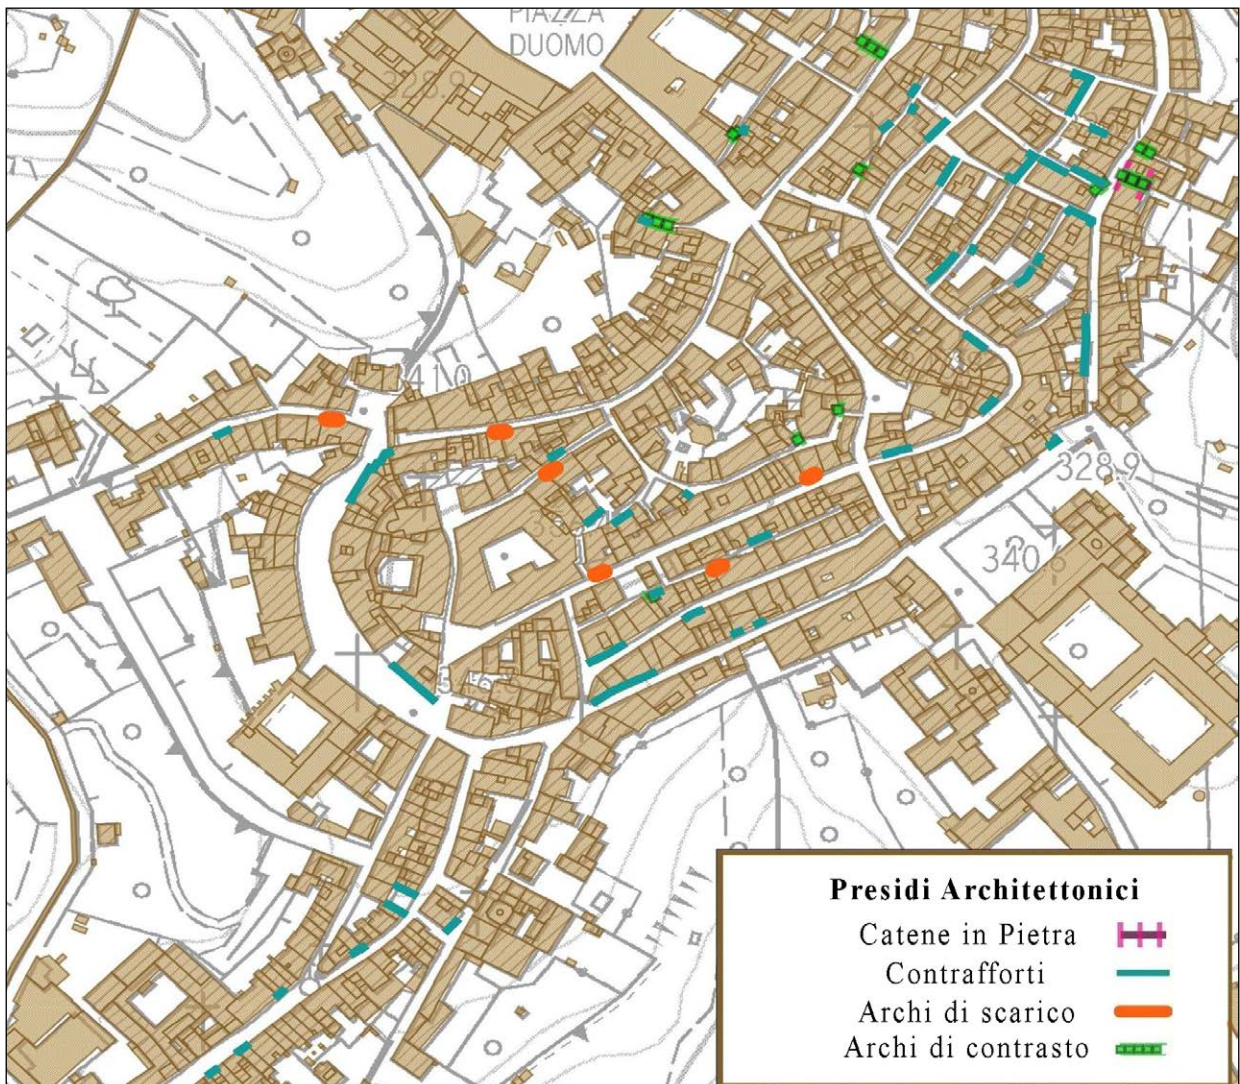 PIAZZA
DUOMO
328.9
328.9
340.6
Presidi Architettonici
Catene in Pietra
Contrafforti
Archi di scarico
Archi di contrasto